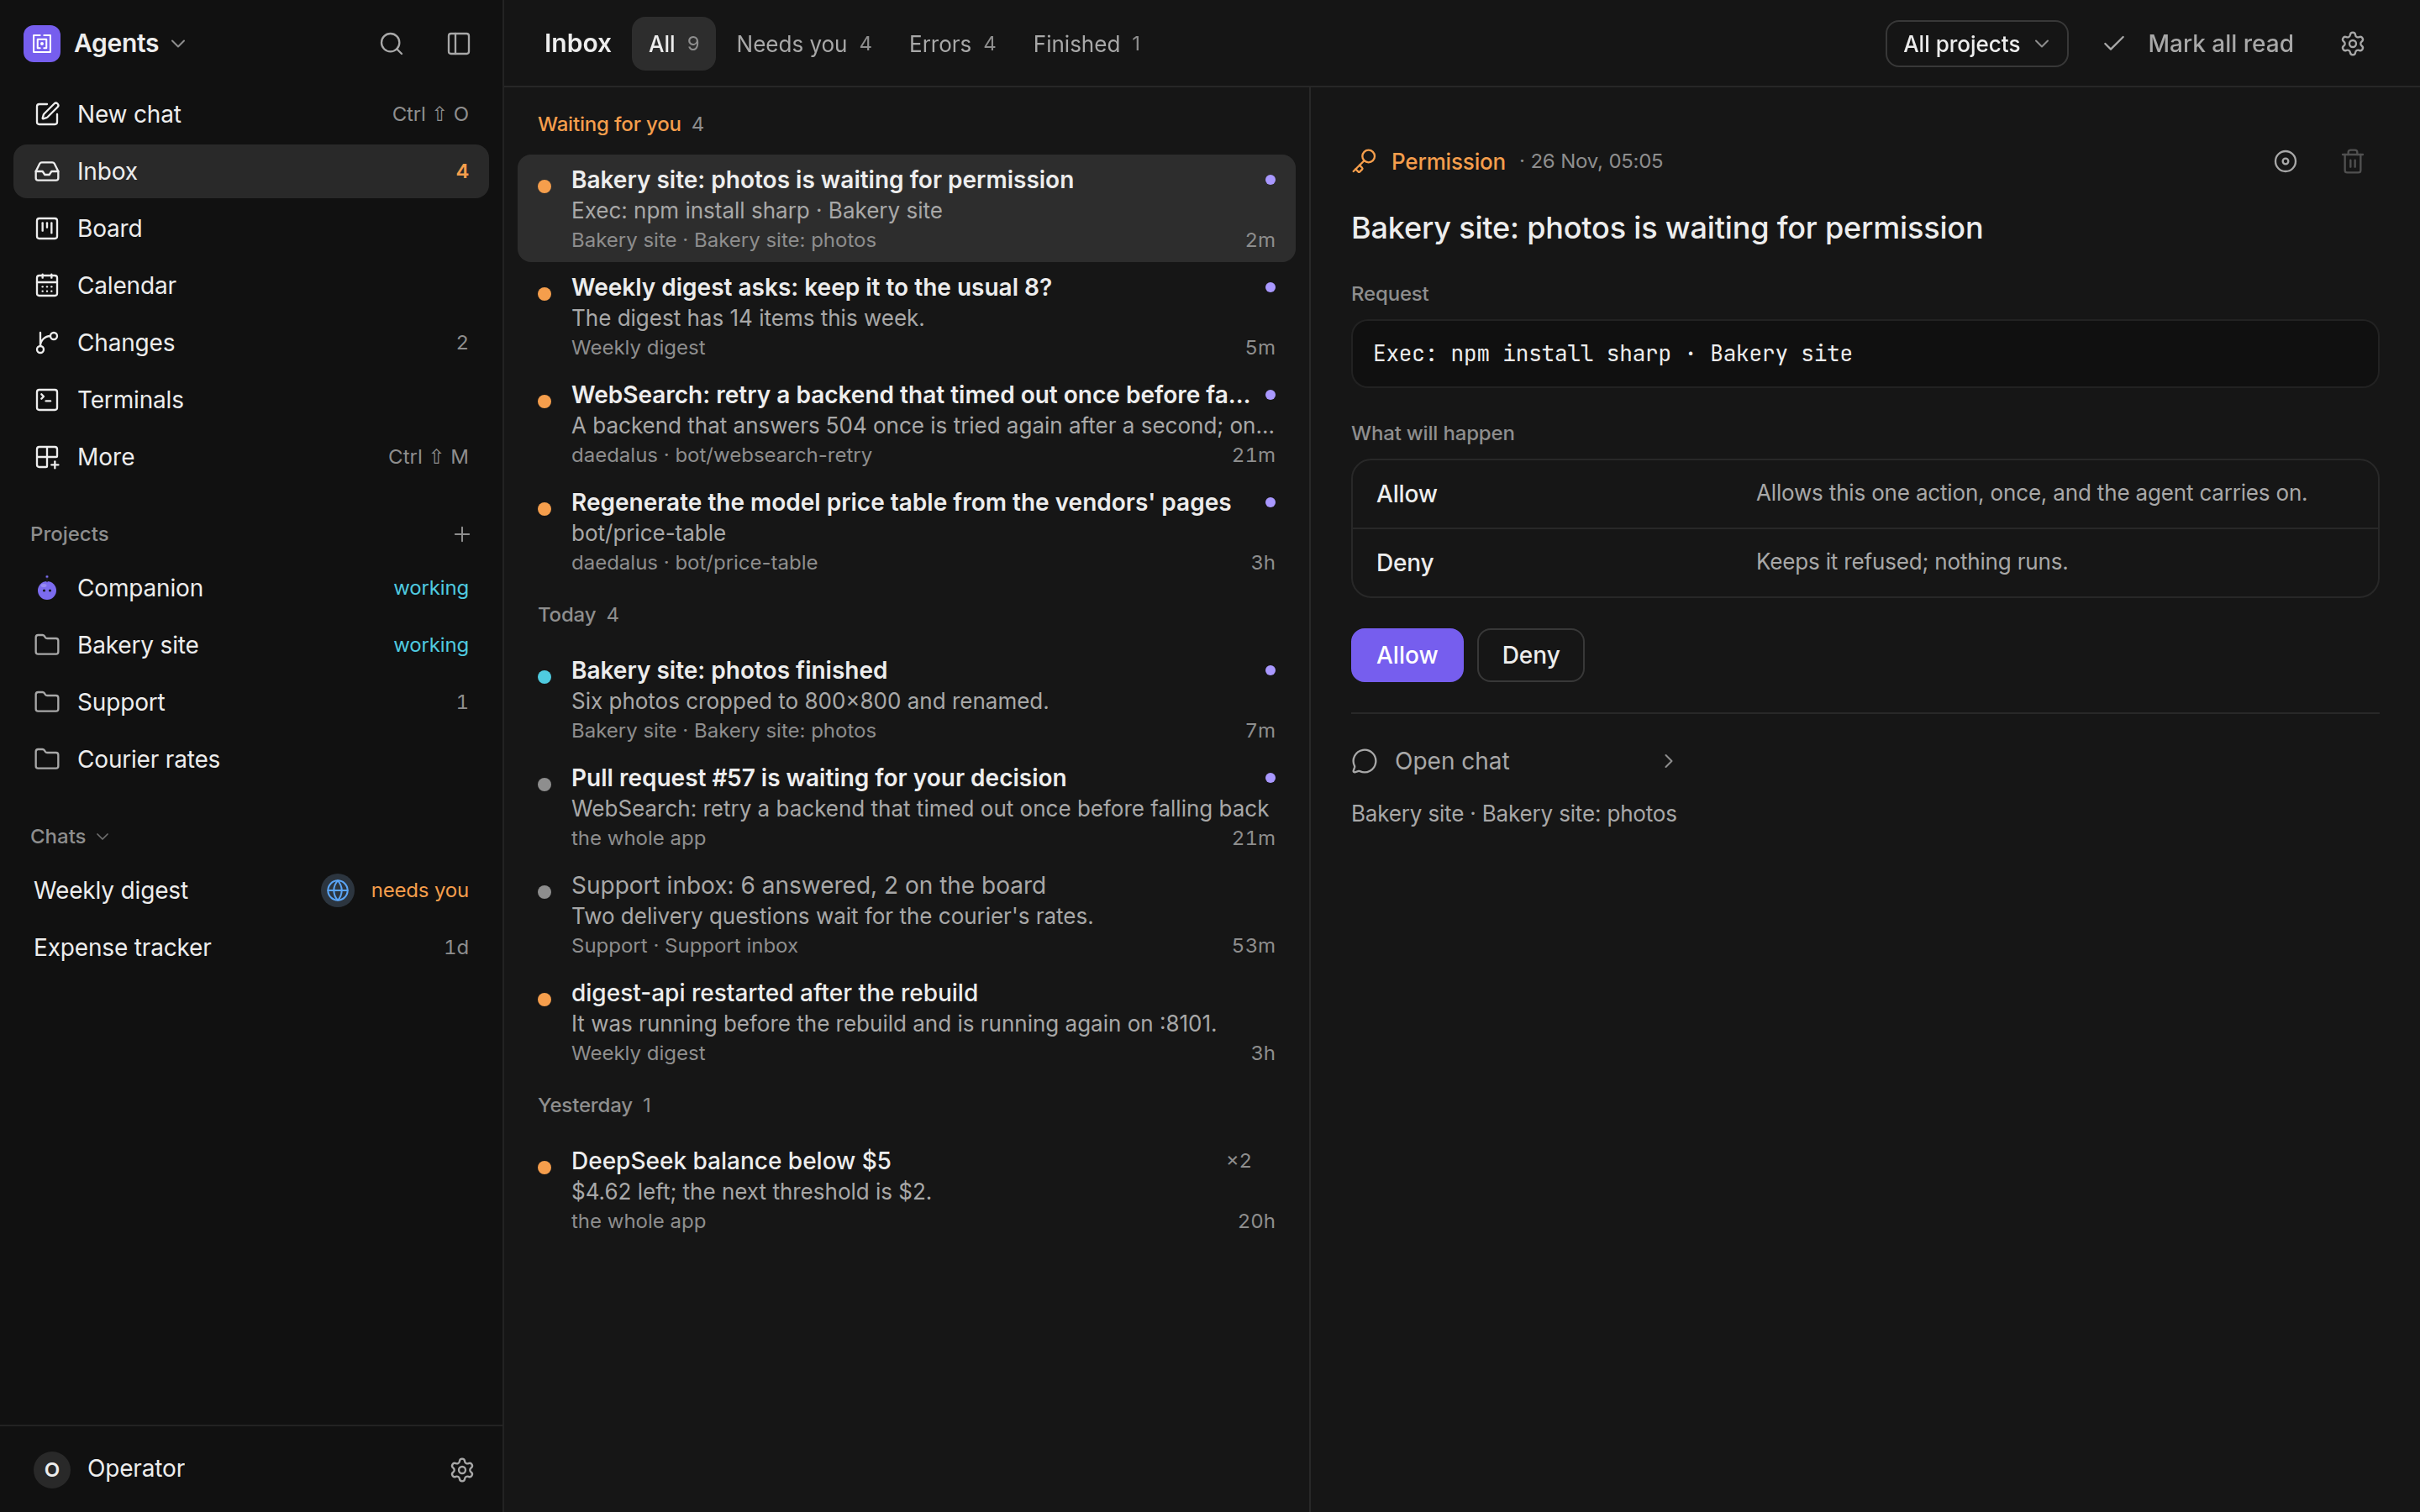 Agents
New chat Ctrl ⇧ O
Inbox 4
Board
Calendar
Changes 2
Terminals
More Ctrl ⇧ M
Projects
Companion working
Bakery site working
Support 1
Courier rates
Chats
Weekly digest needs you
Expense tracker 1d
O Operator
Inbox All 9 Needs you 4 Errors 4 Finished 1
All projects Mark all read
Waiting for you 4
Bakery site: photos is waiting for permission
Exec: npm install sharp · Bakery site
Bakery site · Bakery site: photos 2m
Weekly digest asks: keep it to the usual 8?
The digest has 14 items this week.
Weekly digest 5m
WebSearch: retry a backend that timed out once before fa...
A backend that answers 504 once is tried again after a second; on...
daedalus · bot/websearch-retry 21m
Regenerate the model price table from the vendors' pages
bot/price-table
daedalus · bot/price-table 3h
Today 4
Bakery site: photos finished
Six photos cropped to 800×800 and renamed.
Bakery site · Bakery site: photos 7m
Pull request #57 is waiting for your decision
WebSearch: retry a backend that timed out once before falling back
the whole app 21m
Support inbox: 6 answered, 2 on the board
Two delivery questions wait for the courier's rates.
Support · Support inbox 53m
digest-api restarted after the rebuild
It was running before the rebuild and is running again on :8101.
Weekly digest 3h
Yesterday 1
DeepSeek balance below $5 ×2
$4.62 left; the next threshold is $2.
the whole app 20h
Permission · 26 Nov, 05:05
Bakery site: photos is waiting for permission
Request
Exec: npm install sharp · Bakery site
What will happen
Allow Allows this one action, once, and the agent carries on.
Deny Keeps it refused; nothing runs.
Allow Deny
Open chat
Bakery site · Bakery site: photos